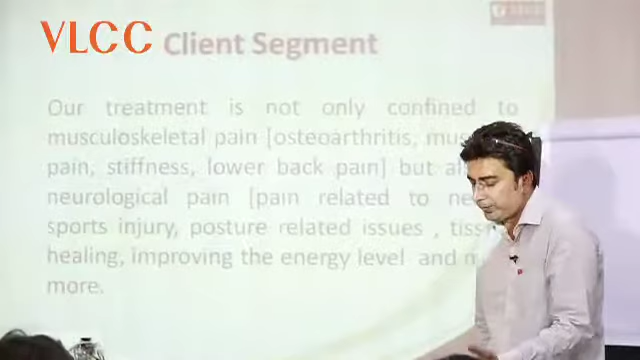 VLCC Client Segment
Our treatment is not only confined to
musculoskeletal pain [osteoarthritis,
pain, stiffness, lower back pain] but
neurological pain [pain related to
sports injury, posture related issues ,
healing, improving the energy level and
more.